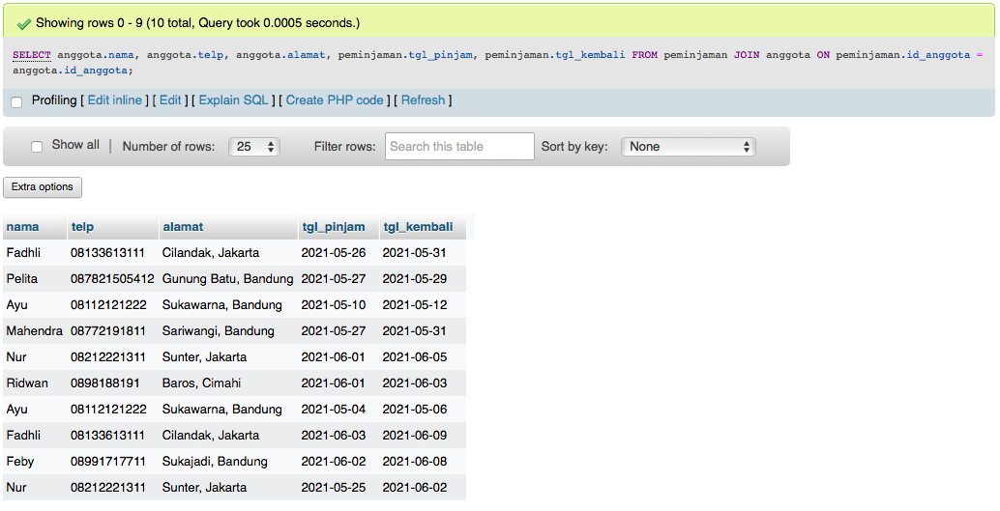 Showing rows 0 - 9 (10 total, Query took 0.0005 seconds.)
SELECT anggota.nama, anggota.telp, anggota.alamat, peminjaman.tgl_pinjam, peminjaman.tgl_kembali FROM peminjaman JOIN anggota ON peminjaman.id_anggota =
anggota.id_anggota;
Profiling [ Edit inline ] [ Edit ] [ Explain SQL ] [ Create PHP code ] [ Refresh ]
Show all | Number of rows: 25 Filter rows: Search this table Sort by key: None
Extra options
nama telp alamat tgl_pinjam tgl_kembali
Fadhli 08133613111 Cilandak, Jakarta 2021-05-26 2021-05-31
Pelita 087821505412 Gunung Batu, Bandung 2021-05-27 2021-05-29
Ayu 08112121222 Sukawarna, Bandung 2021-05-10 2021-05-12
Mahendra 08772191811 Sariwangi, Bandung 2021-05-27 2021-05-31
Nur 08212221311 Sunter, Jakarta 2021-06-01 2021-06-05
Ridwan 0898188191 Baros, Cimahi 2021-06-01 2021-06-03
Ayu 08112121222 Sukawarna, Bandung 2021-05-04 2021-05-06
Fadhli 08133613111 Cilandak, Jakarta 2021-06-03 2021-06-09
Feby 08991717711 Sukajadi, Bandung 2021-06-02 2021-06-08
Nur 08212221311 Sunter, Jakarta 2021-05-25 2021-06-02